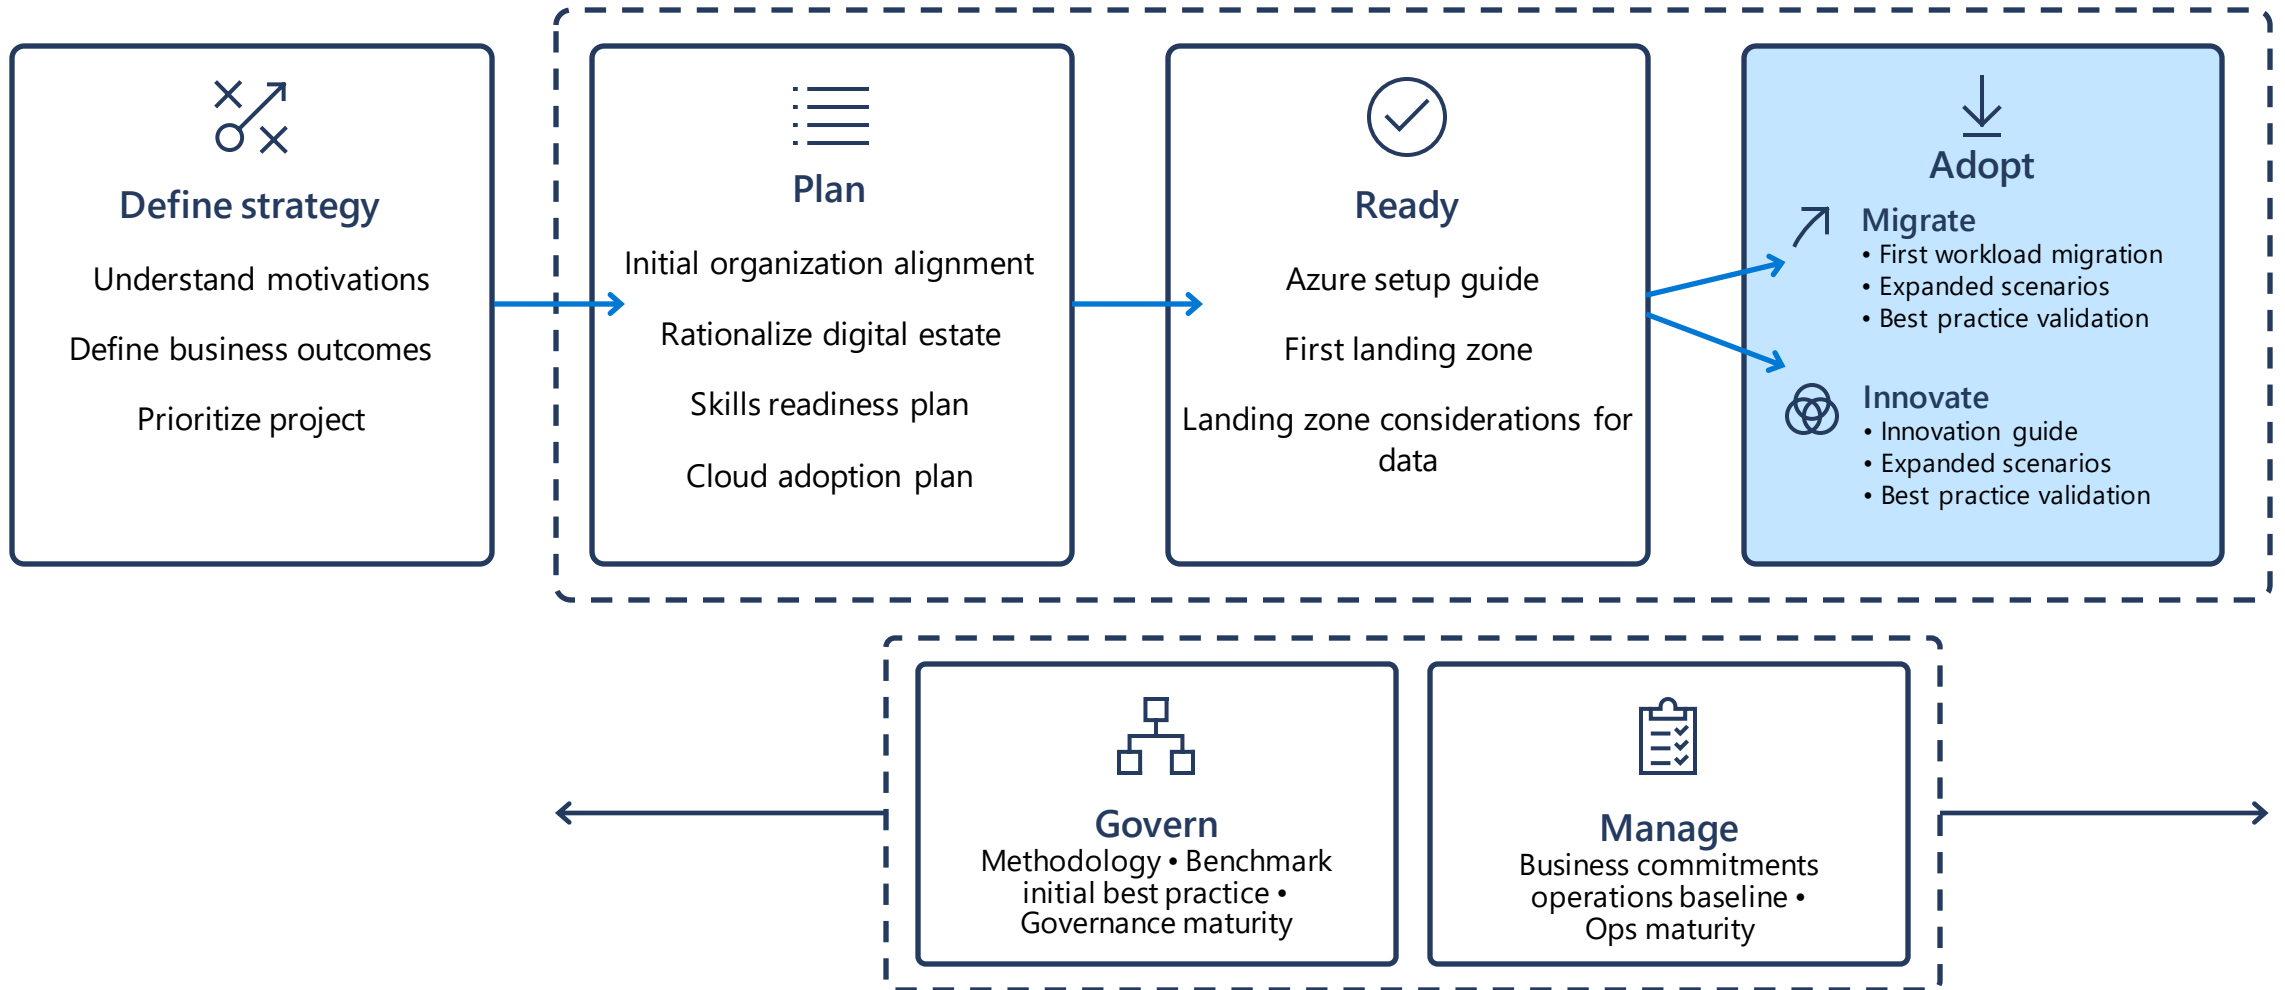 Define strategy
Understand motivations
Define business outcomes
Prioritize project
Plan
Initial organization alignment
Rationalize digital estate
Skills readiness plan
Cloud adoption plan
Ready
Azure setup guide
First landing zone
Landing zone considerations for
data
Adopt
Migrate
• First workload migration
• Expanded scenarios
• Best practice validation
Innovate
• Innovation guide
• Expanded scenarios
• Best practice validation
Govern
Methodology • Benchmark
initial best practice •
Governance maturity
Manage
Business commitments
operations baseline •
Ops maturity